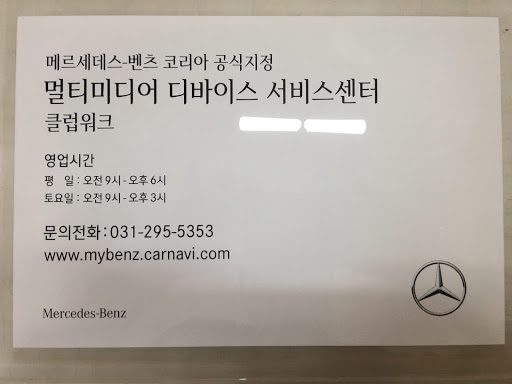 메르세데스-벤츠 코리아 공식지정
멀티미디어 디바이스 서비스센터
클럽워크
영업시간
평 일 : 오전 9시 - 오후 6시
토요일 : 오전 9시 - 오후 3시
문의전화 : 031-295-5353
www.mybenz.carnavi.com
Mercedes-Benz